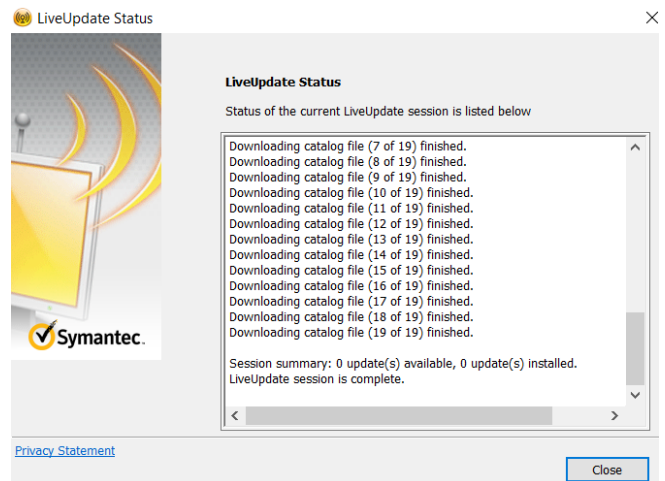 LiveUpdate Status
LiveUpdate Status
Status of the current LiveUpdate session is listed below
Downloading catalog file (7 of 19) finished.
Downloading catalog file (8 of 19) finished.
Downloading catalog file (9 of 19) finished.
Downloading catalog file (10 of 19) finished.
Downloading catalog file (11 of 19) finished.
Downloading catalog file (12 of 19) finished.
Downloading catalog file (13 of 19) finished.
Downloading catalog file (14 of 19) finished.
Downloading catalog file (15 of 19) finished.
Downloading catalog file (16 of 19) finished.
Downloading catalog file (17 of 19) finished.
Downloading catalog file (18 of 19) finished.
Downloading catalog file (19 of 19) finished.
Session summary: 0 update(s) available, 0 update(s) installed.
LiveUpdate session is complete.
Symantec.
Privacy Statement
Close